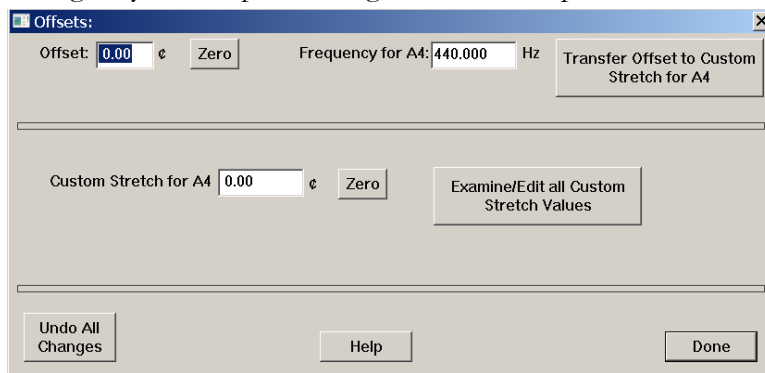 Offsets:
Offset: 0.00 ¢ Zero Frequency for A4: 440.000 Hz
Transfer Offset to Custom
Stretch for A4
Custom Stretch for A4 0.00 ¢ Zero
Examine/Edit all Custom
Stretch Values
Undo All
Changes
Help
Done